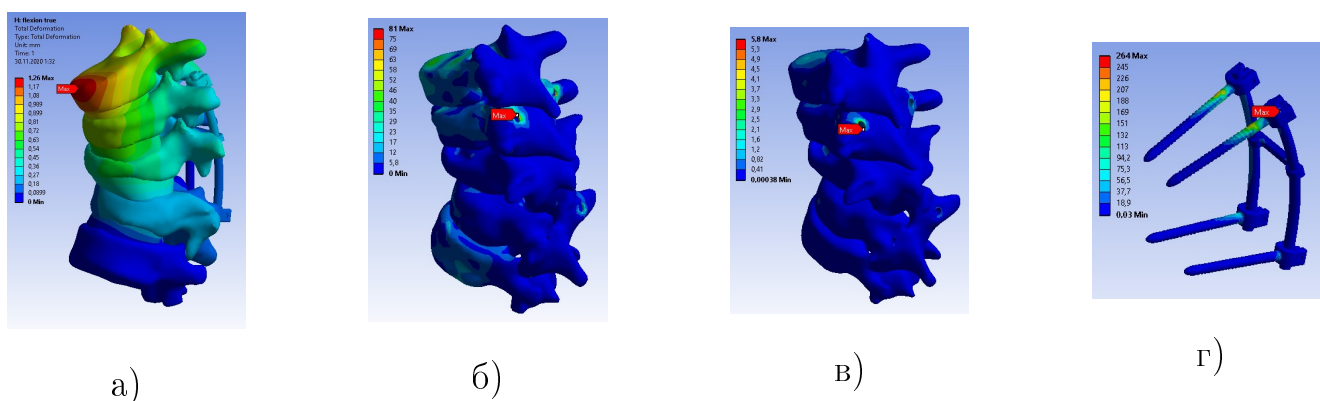 H: flexion true
Total Deformation
Type: Total Deformation
Unit: mm
Time: 1
30.11.2020 1:32
1,26 Max
1,17
1,08
0,989
0,899
0,81
0,72
0,63
0,54
0,45
0,36
0,27
0,18
0,0899
0 Min
Max
а)
81 Max
75
69
63
58
52
46
40
35
29
23
17
12
5,8
0 Min
Max
б)
5,8 Max
5,3
4,9
4,5
4,1
3,7
3,3
2,9
2,5
2,1
1,6
1,2
0,82
0,41
0,00038 Min
Max
в)
264 Max
245
226
207
188
169
151
132
113
94,2
75,3
56,5
37,7
18,9
0,03 Min
Max
г)